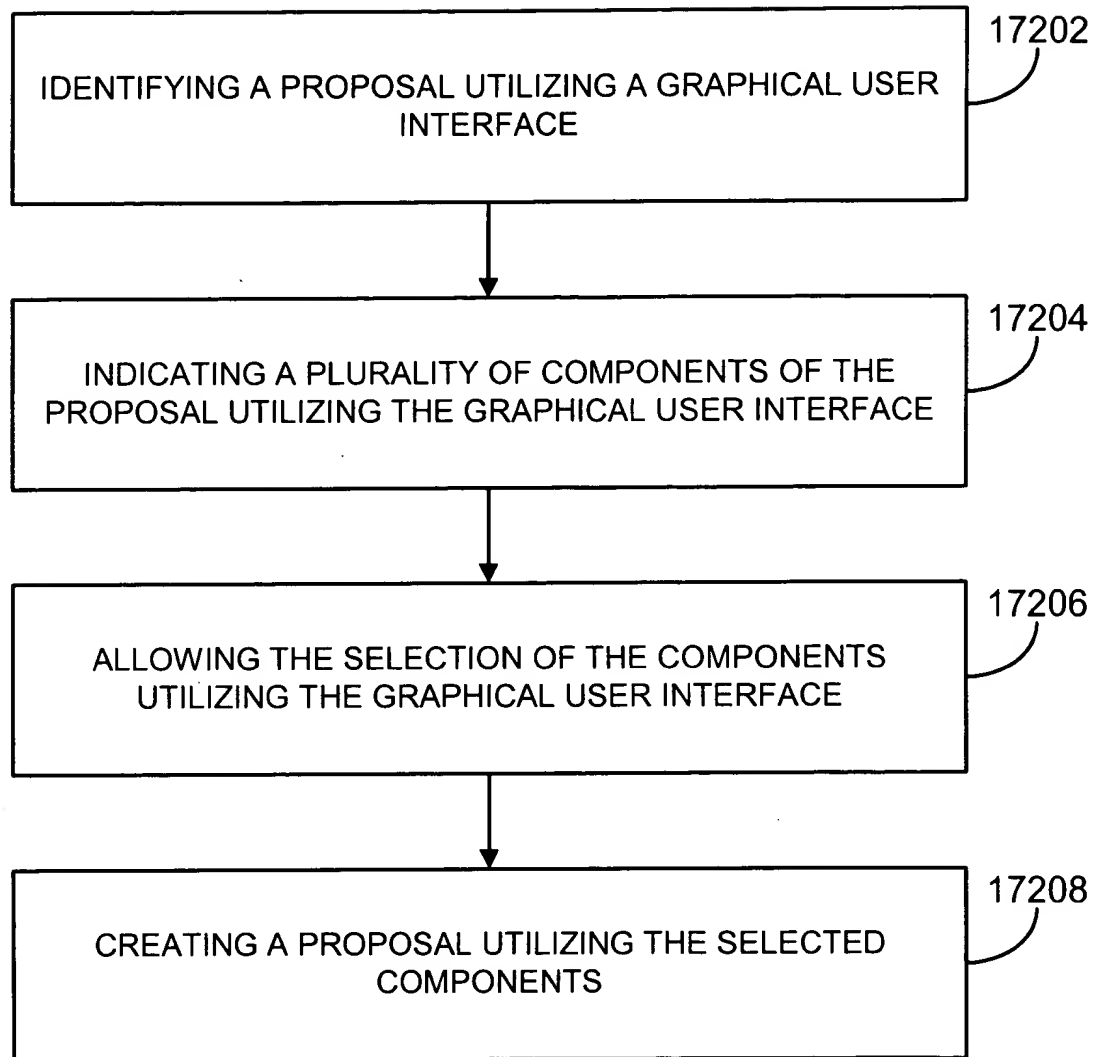 17202
IDENTIFYING A PROPOSAL UTILIZING A GRAPHICAL USER
INTERFACE
17204
INDICATING A PLURALITY OF COMPONENTS OF THE
PROPOSAL UTILIZING THE GRAPHICAL USER INTERFACE
17206
ALLOWING THE SELECTION OF THE COMPONENTS
UTILIZING THE GRAPHICAL USER INTERFACE
17208
CREATING A PROPOSAL UTILIZING THE SELECTED
COMPONENTS